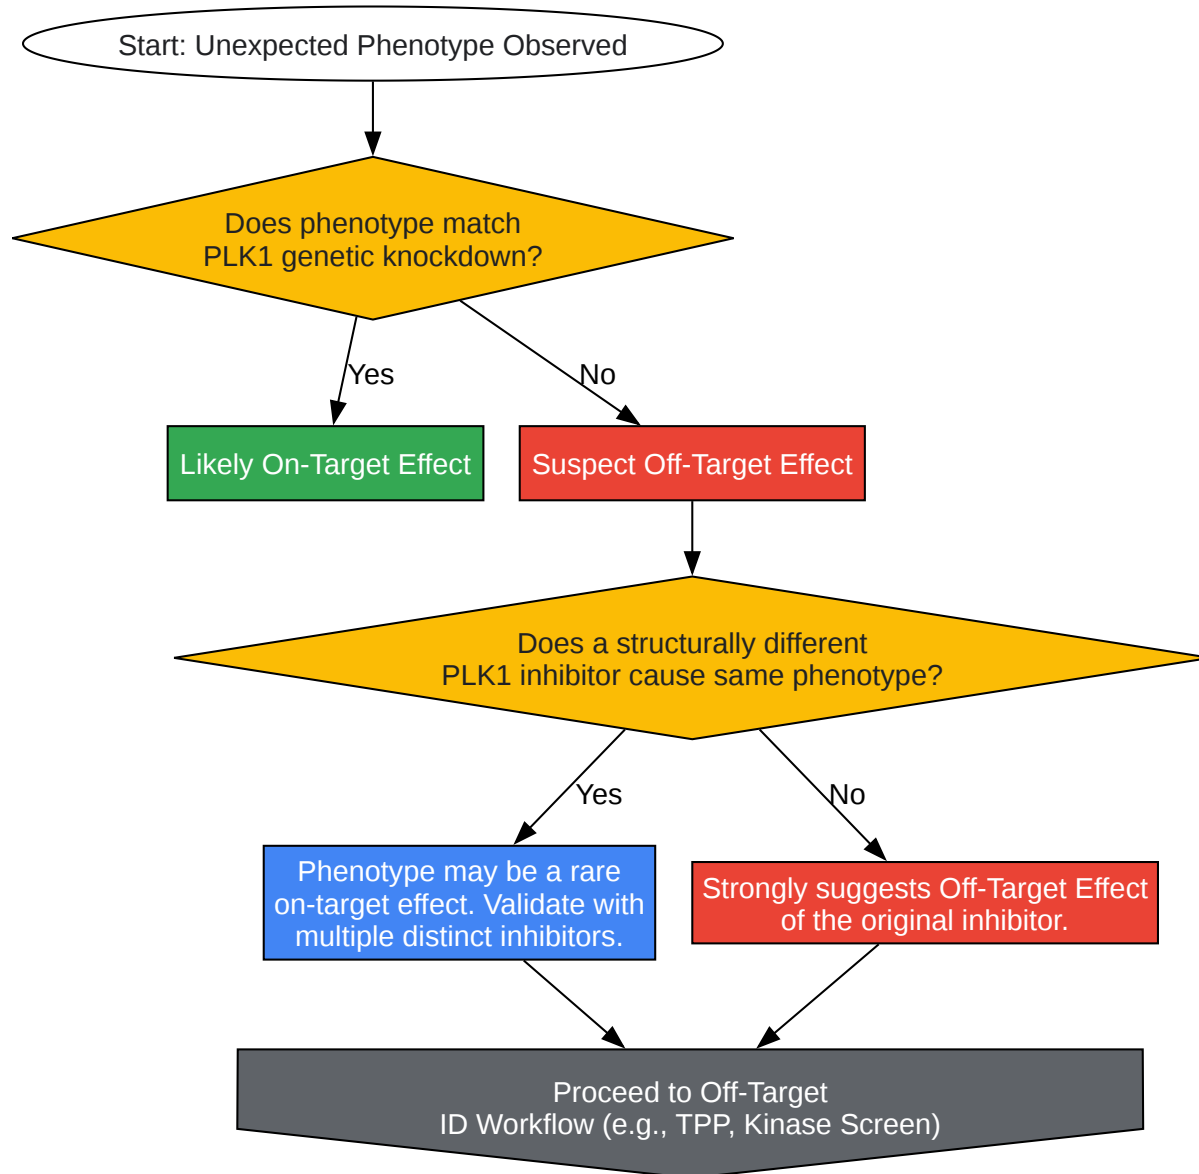 Start: Unexpected Phenotype Observed
Does phenotype match
PLK1 genetic knockdown?
Yes
No
Likely On-Target Effect
Suspect Off-Target Effect
Does a structurally different
PLK1 inhibitor cause same phenotype?
Yes
No
Phenotype may be a rare
on-target effect. Validate with
multiple distinct inhibitors.
Strongly suggests Off-Target Effect
of the original inhibitor.
Proceed to Off-Target
ID Workflow (e.g., TPP, Kinase Screen)